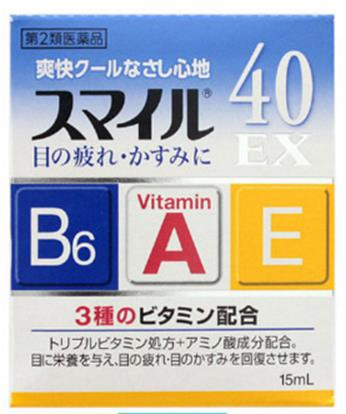 第2類医薬品
爽快クールなさし心地
スマイル®
40
EX
目の疲れ・かすみに
B6
Vitamin
A
E
3種のビタミン配合
トリプルビタミン処方+アミノ酸成分配合。
目に栄養を与え、目の疲れ・目のかすみを回復させます。
15mL